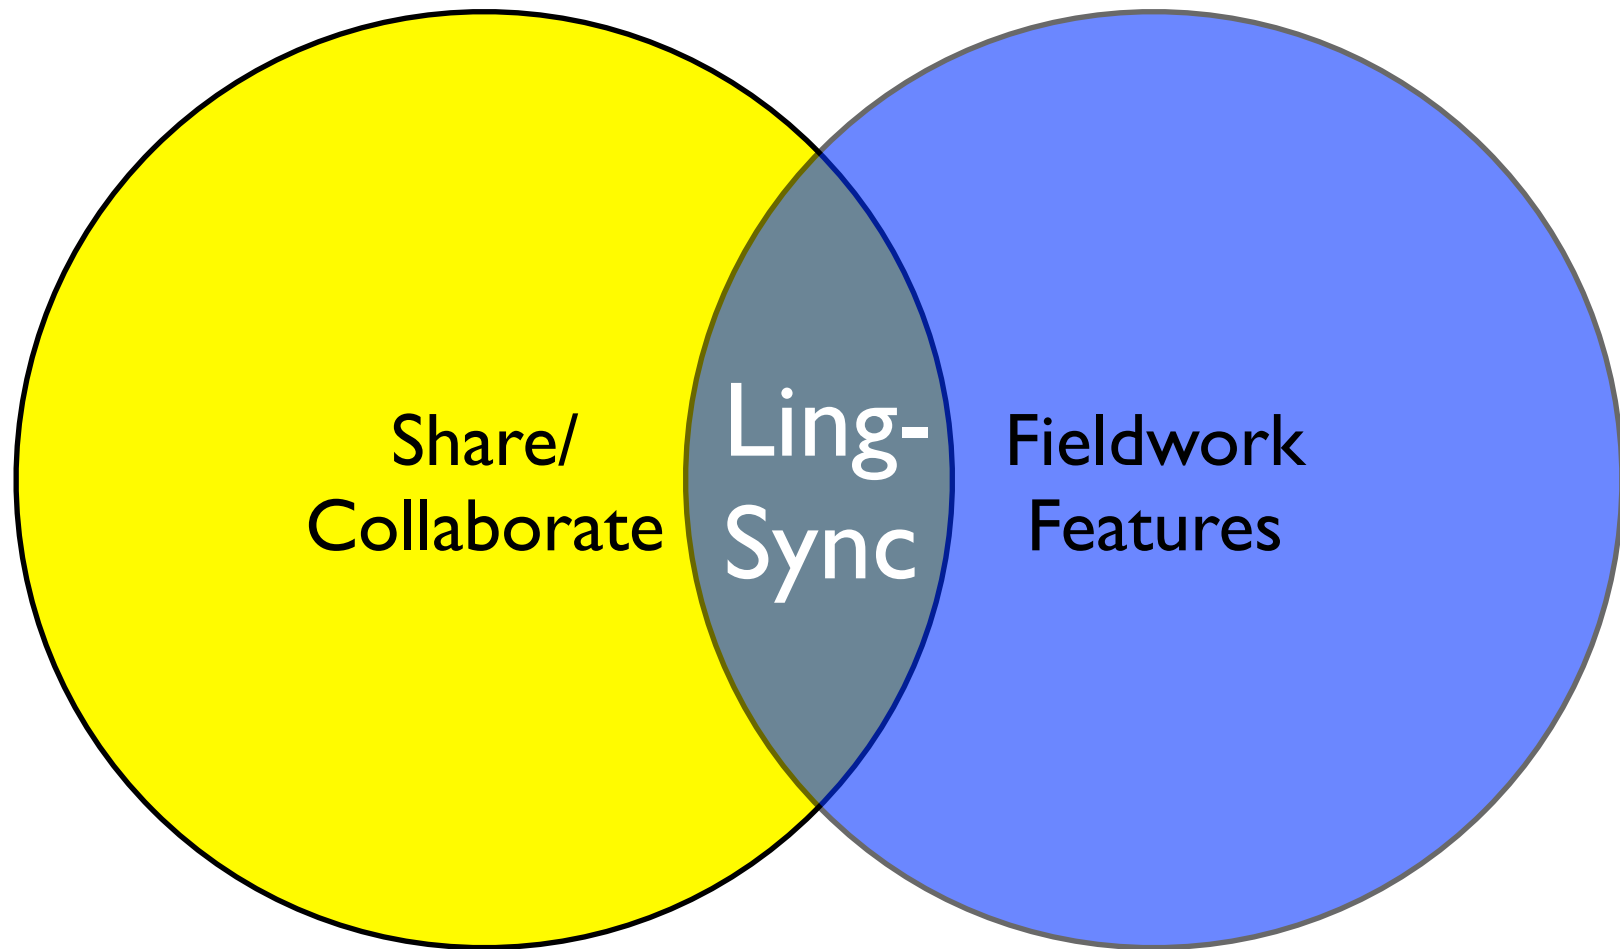 Share/
Collaborate
Ling-
Sync
Fieldwork
Features